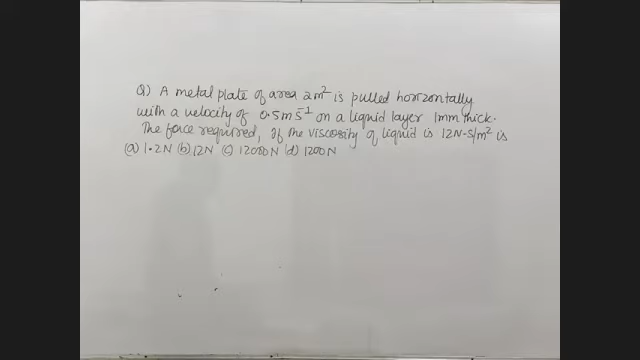 Q) A metal plate of area 2m² is pulled horizontally
with a velocity of 0.5m s⁻¹ on a liquid layer 1mm thick.
The force required, if the viscosity of liquid is 12N-S/m² is
(a) 1.2N (b) 12N (c) 12000N (d) 1200N